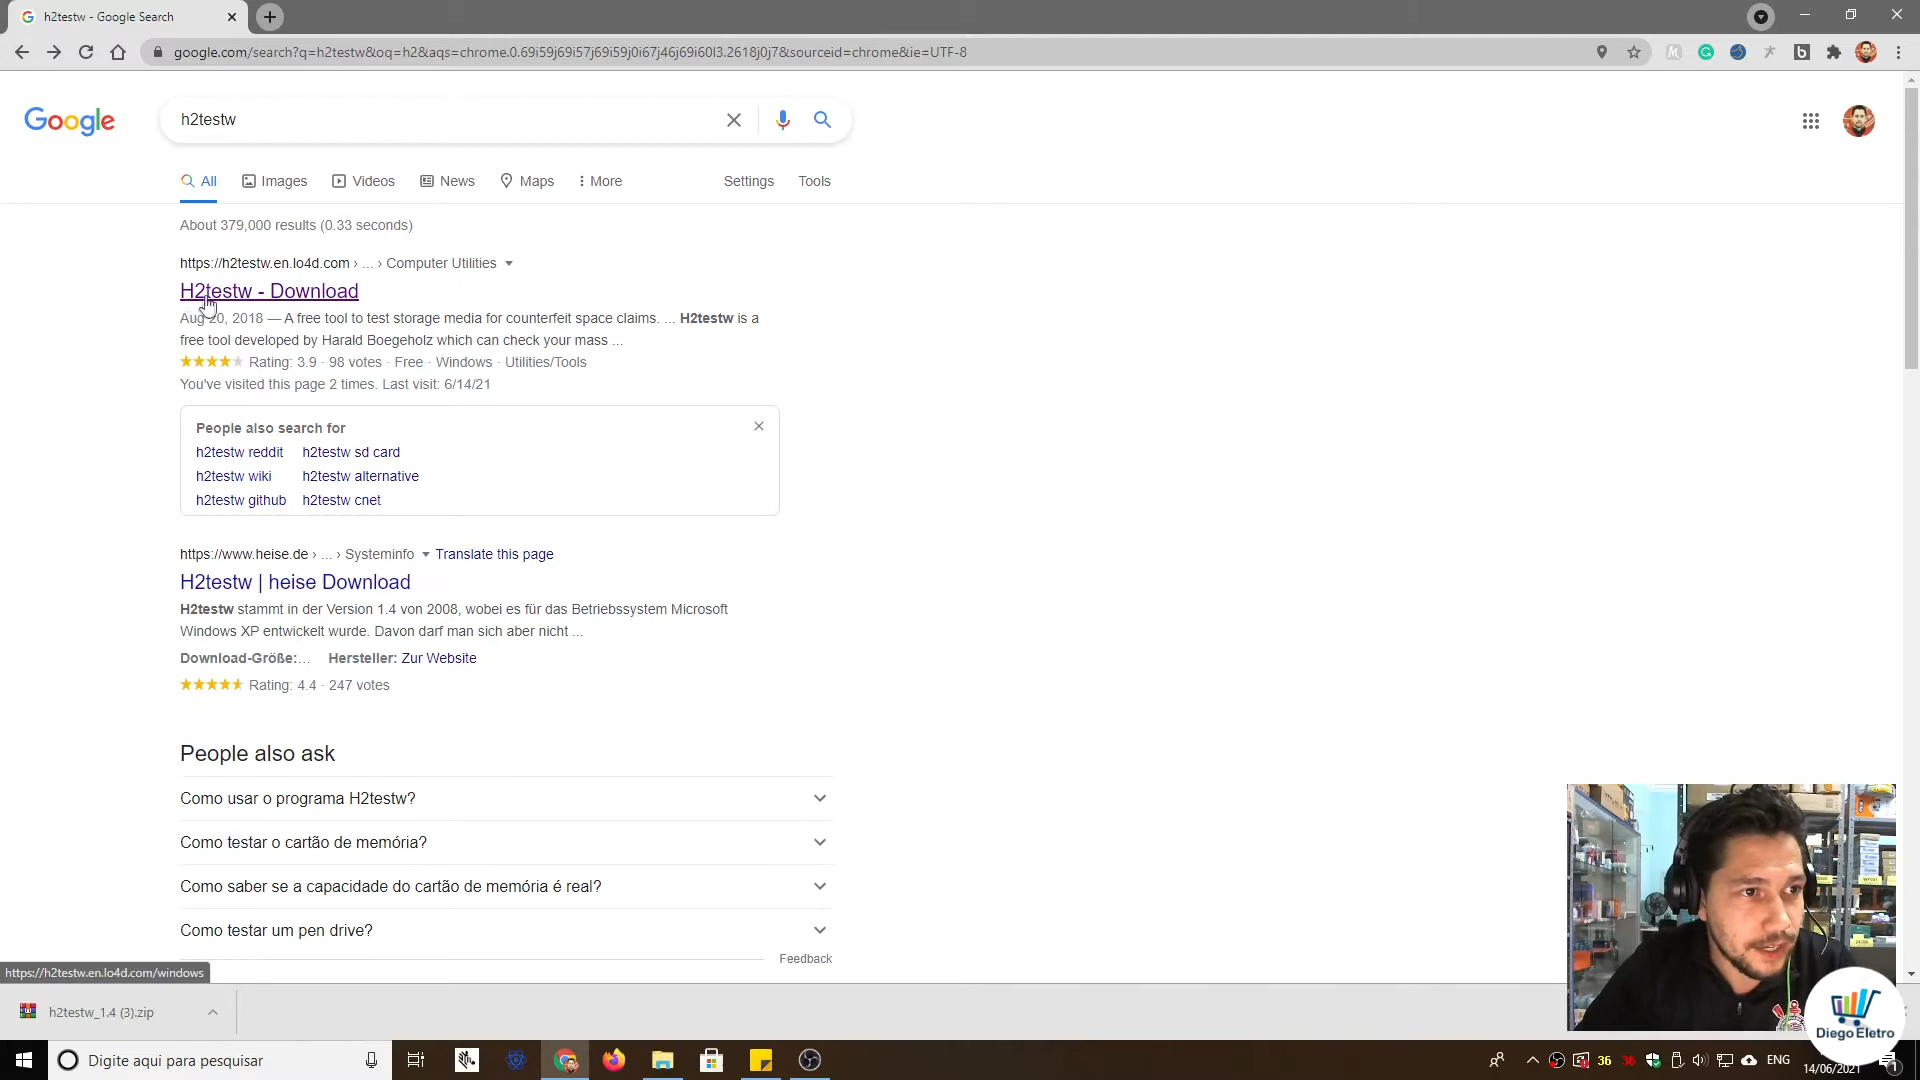 h2testw - Google Search
google.com/search?q=h2testw&oq=h2&aqs=chrome.0.69i59j69i57j69i59j0i67j46j69i60l3.2618j0j7&sourceid=chrome&ie=UTF-8
Google
h2testw
All
Images
Videos
News
Maps
More
Settings
Tools
About 379,000 results (0.33 seconds)
https://h2testw.en.lo4d.com › ... › Computer Utilities
H2testw - Download
Aug 20, 2018 — A free tool to test storage media for counterfeit space claims. ... H2testw is a
free tool developed by Harald Boegeholz which can check your mass ...
Rating: 3.9 · 98 votes · Free · Windows · Utilities/Tools
You've visited this page 2 times. Last visit: 6/14/21
People also search for
h2testw reddit h2testw sd card
h2testw wiki h2testw alternative
h2testw github h2testw cnet
https://www.heise.de › ... › Systeminfo Translate this page
H2testw | heise Download
H2testw stammt in der Version 1.4 von 2008, wobei es für das Betriebssystem Microsoft
Windows XP entwickelt wurde. Davon darf man sich aber nicht ...
Download-Größe:... Hersteller: Zur Website
Rating: 4.4 · 247 votes
People also ask
Como usar o programa H2testw?
Como testar o cartão de memória?
Como saber se a capacidade do cartão de memória é real?
Como testar um pen drive?
Feedback
https://h2testw.en.lo4d.com/windows
h2testw_1.4 (3).zip
Diego Eletro
Digite aqui para pesquisar
36
36
ENG
14/06/2021
1